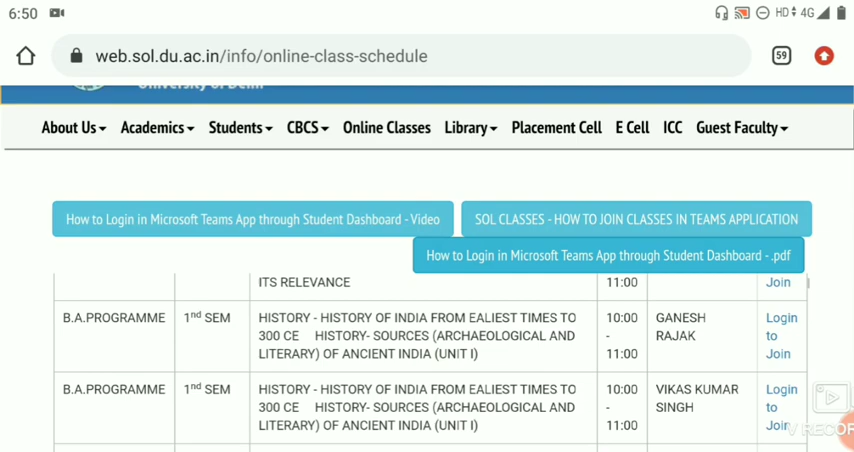 6:50 HD 4G
web.sol.du.ac.in/info/online-class-schedule 59
University of Delhi
About Us Academics Students CBCS Online Classes Library Placement Cell E Cell ICC Guest Faculty
How to Login in Microsoft Teams App through Student Dashboard - Video SOL CLASSES - HOW TO JOIN CLASSES IN TEAMS APPLICATION
How to Login in Microsoft Teams App through Student Dashboard - .pdf
ITS RELEVANCE 11:00 Join
B.A.PROGRAMME 1nd SEM HISTORY - HISTORY OF INDIA FROM EALIEST TIMES TO 10:00 GANESH Login
300 CE HISTORY- SOURCES (ARCHAEOLOGICAL AND - RAJAK to
LITERARY) OF ANCIENT INDIA (UNIT I) 11:00 Join
B.A.PROGRAMME 1nd SEM HISTORY - HISTORY OF INDIA FROM EALIEST TIMES TO 10:00 VIKAS KUMAR Login
300 CE HISTORY- SOURCES (ARCHAEOLOGICAL AND - SINGH to
LITERARY) OF ANCIENT INDIA (UNIT I) 11:00 Join
V RECOR